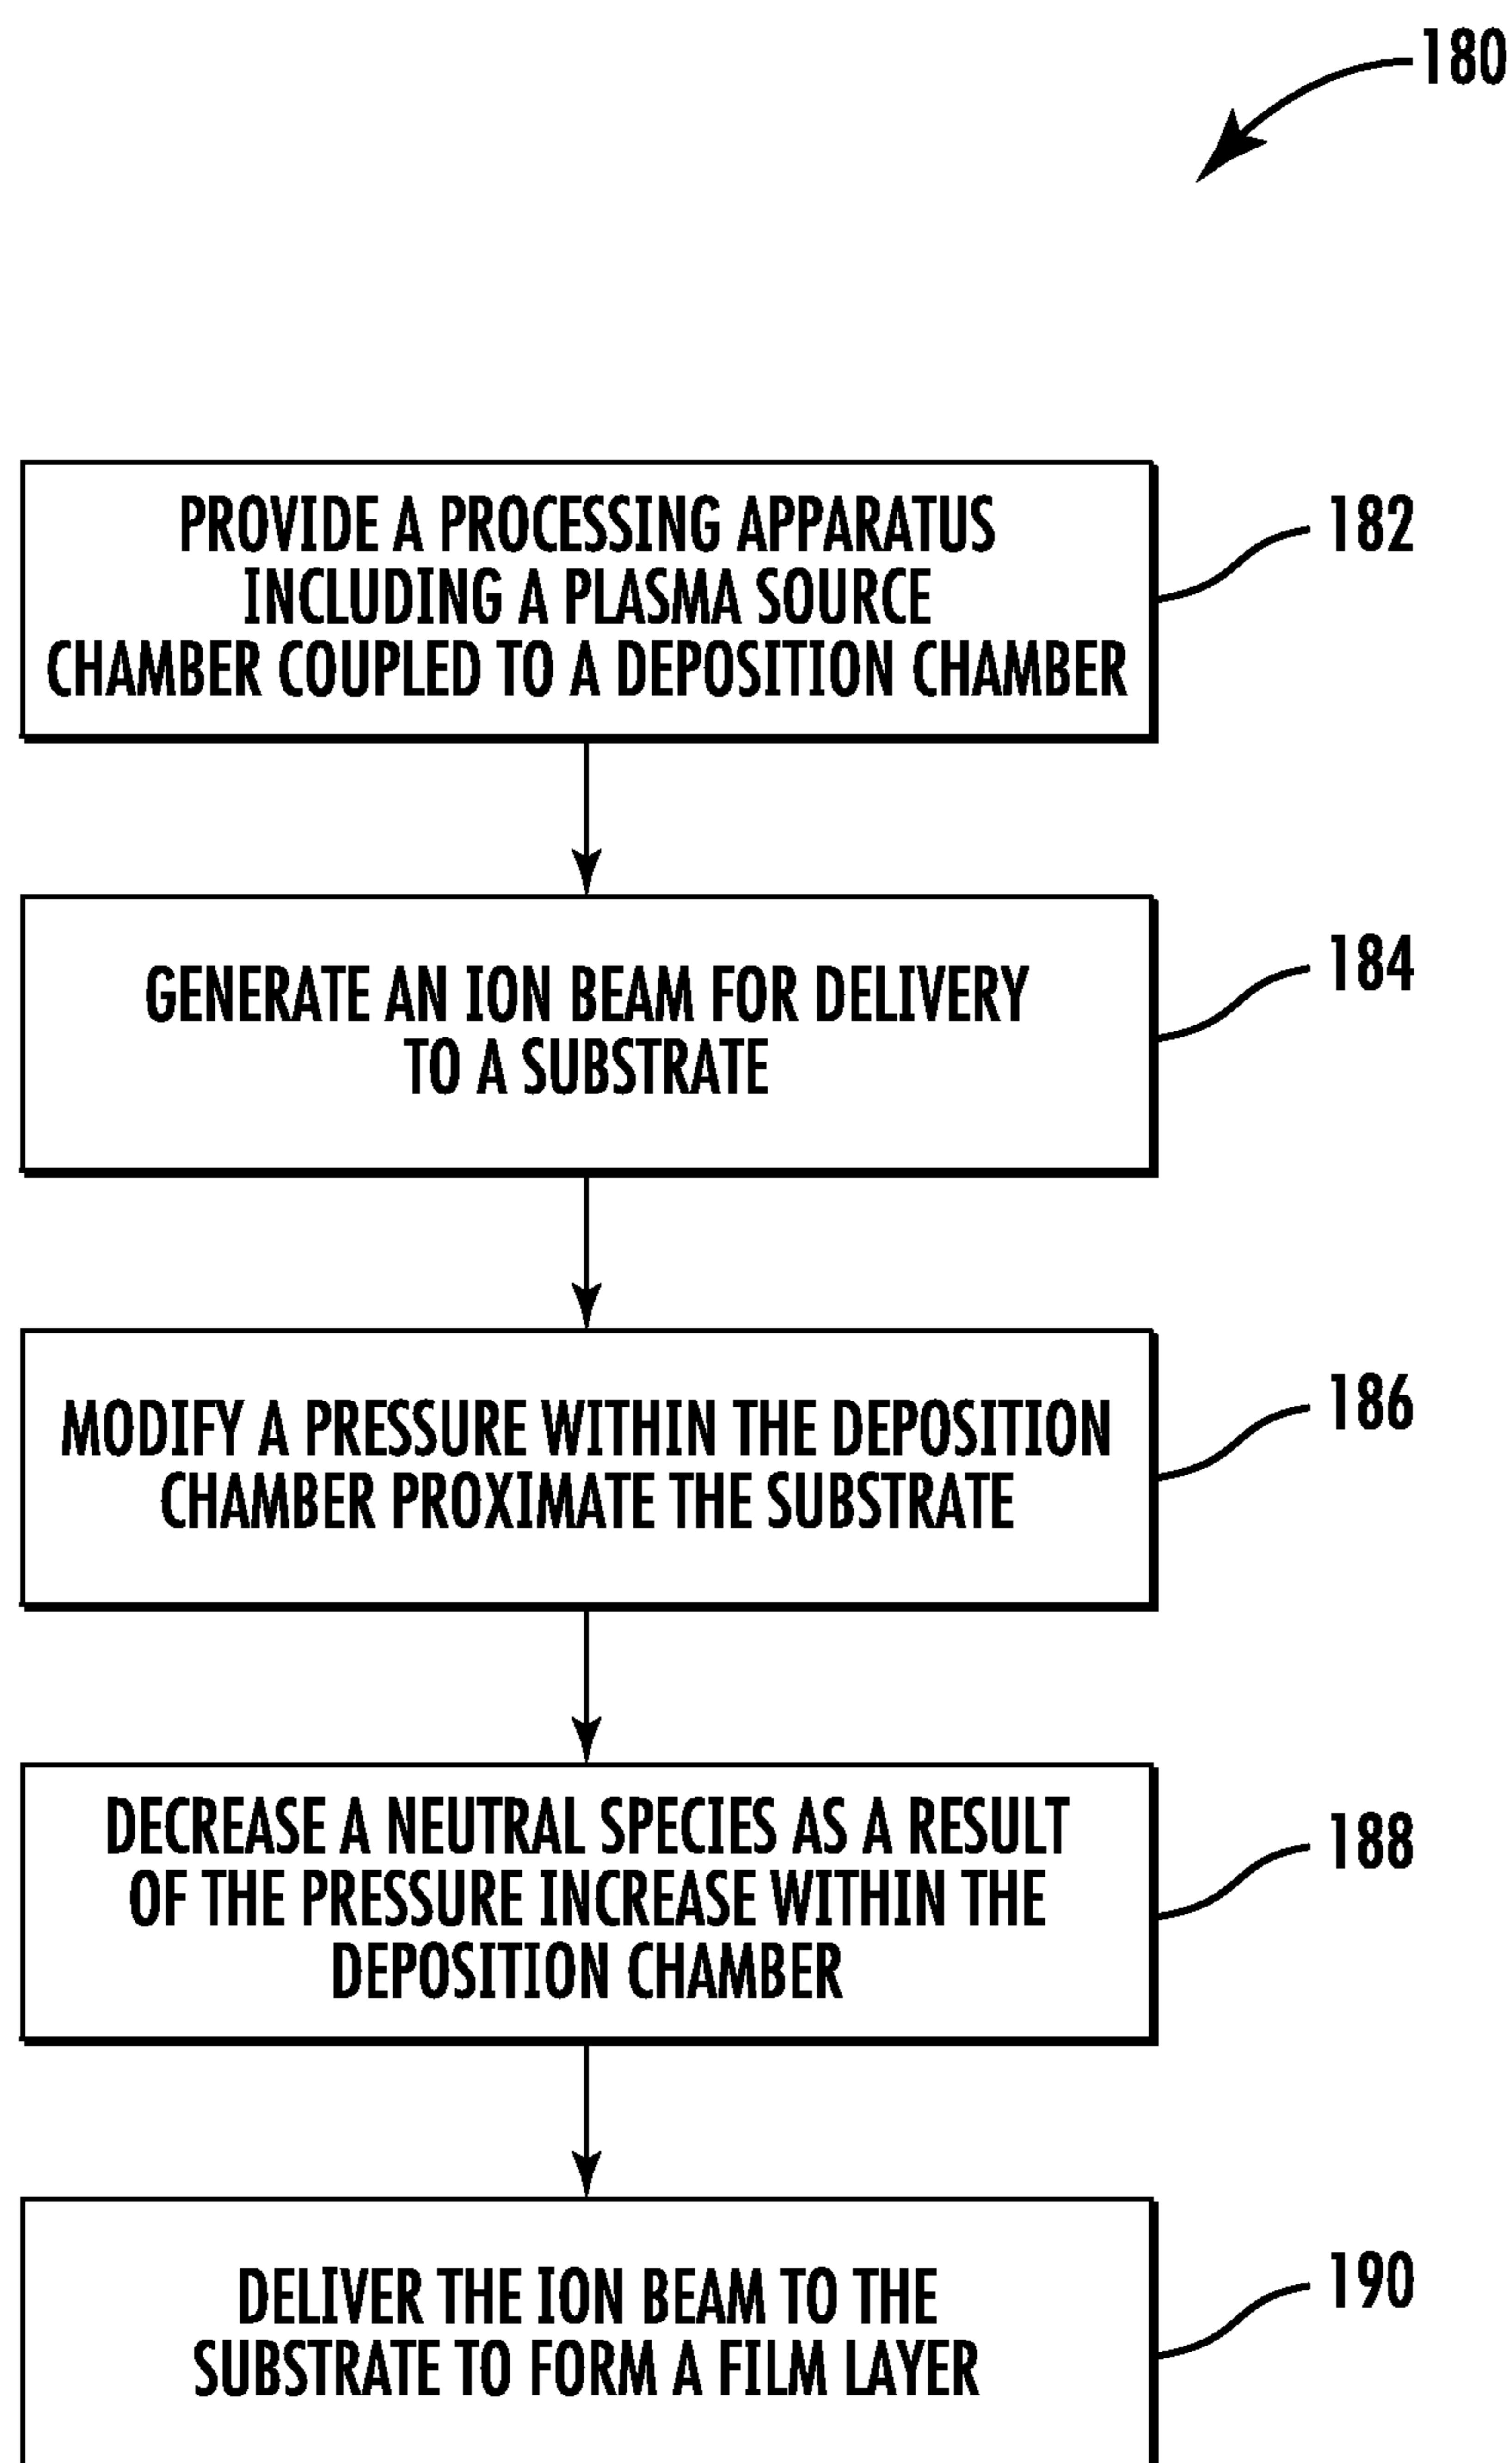 180
PROVIDE A PROCESSING APPARATUS
INCLUDING A PLASMA SOURCE
CHAMBER COUPLED TO A DEPOSITION CHAMBER
182
GENERATE AN ION BEAM FOR DELIVERY
TO A SUBSTRATE
184
MODIFY A PRESSURE WITHIN THE DEPOSITION
CHAMBER PROXIMATE THE SUBSTRATE
186
DECREASE A NEUTRAL SPECIES AS A RESULT
OF THE PRESSURE INCREASE WITHIN THE
DEPOSITION CHAMBER
188
DELIVER THE ION BEAM TO THE
SUBSTRATE TO FORM A FILM LAYER
190